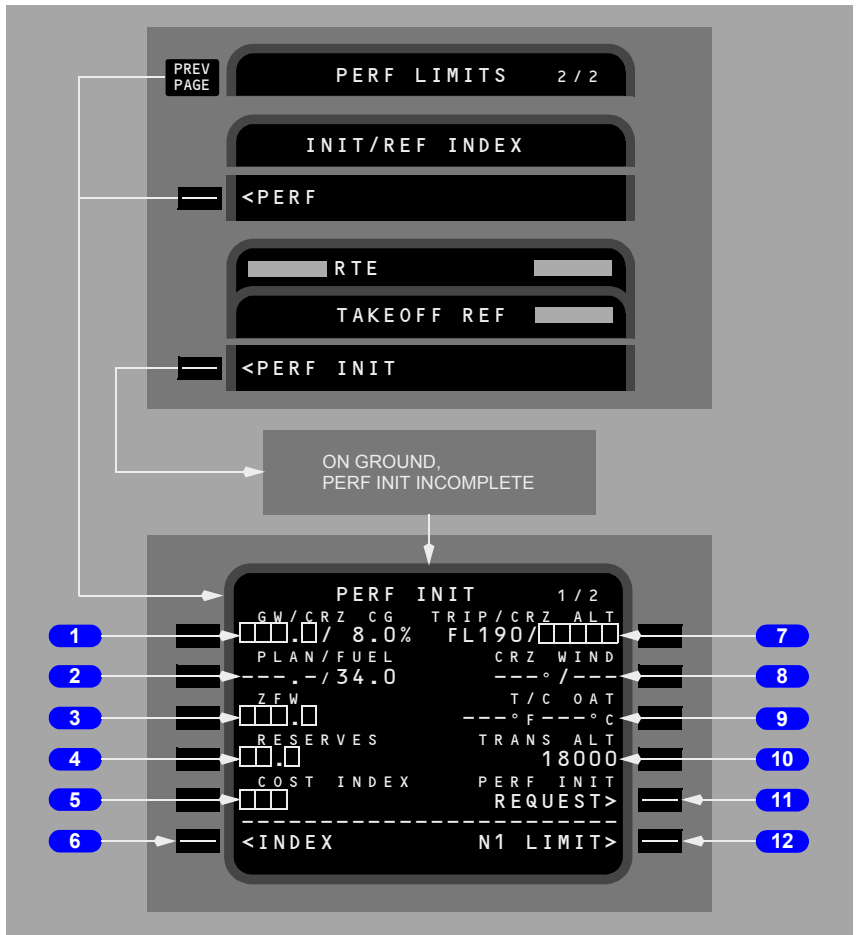 PREV
PAGE
PERF LIMITS 2/2
INIT/REF INDEX
<PERF
RTE
TAKEOFF REF
<PERF INIT
ON GROUND,
PERF INIT INCOMPLETE
PERF INIT 1/2
GW/CRZ CG TRIP/CRZ ALT
1 □□□.□/ 8.0% FL190/□□□□□ 7
PLAN/FUEL CRZ WIND
2 ---.-/34.0 ---°/--- 8
ZFW T/C OAT
3 □□□.□ ---°F---°C 9
RESERVES TRANS ALT
4 □□.□ 18000 10
COST INDEX PERF INIT
5 □□□ REQUEST> 11
---------------------------
6 <INDEX N1 LIMIT> 12